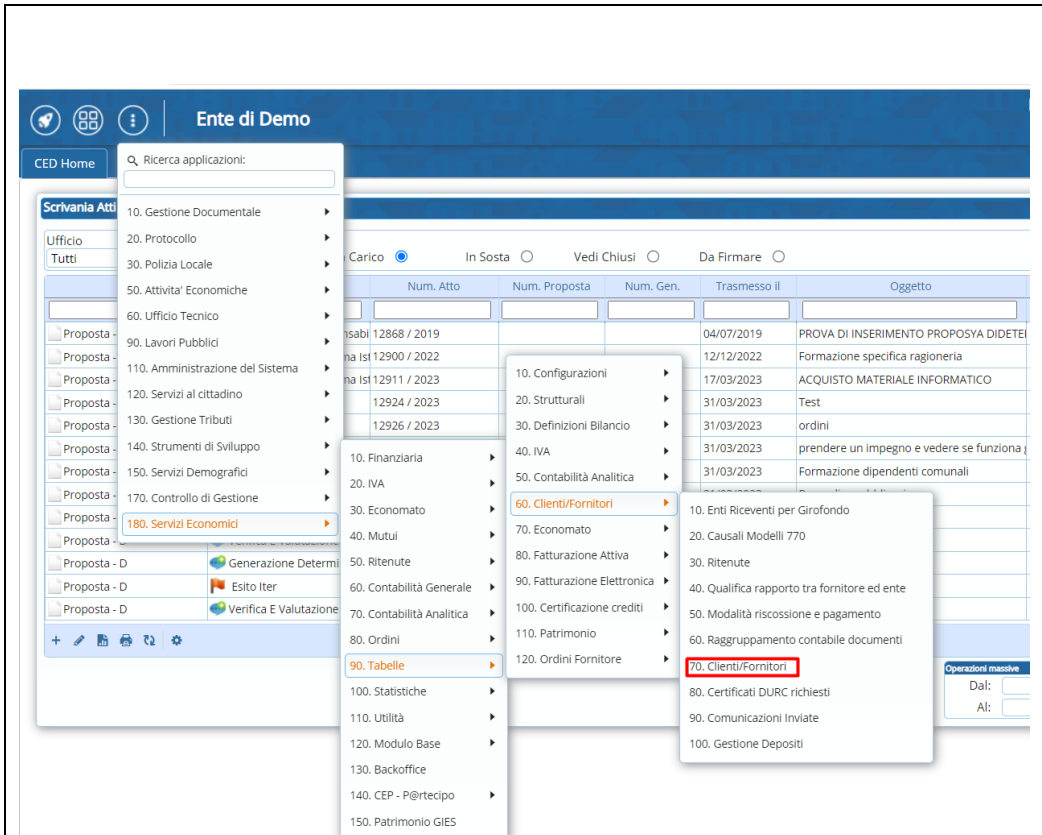 Ente di Demo
CED Home
Ricerca applicazioni:
10. Gestione Documentale
20. Protocollo
30. Polizia Locale
50. Attivita' Economiche
60. Ufficio Tecnico
90. Lavori Pubblici
110. Amministrazione del Sistema
120. Servizi al cittadino
130. Gestione Tributi
140. Strumenti di Sviluppo
150. Servizi Demografici
170. Controllo di Gestione
180. Servizi Economici
Scrivania Atti
Ufficio
Tutti
Carico In Sosta Vedi Chiusi Da Firmare
Num. Atto Num. Proposta Num. Gen. Trasmesso il Oggetto
Proposta - 12868 / 2019 04/07/2019 PROVA DI INSERIMENTO PROPOSYA DIDETE
Proposta - 12900 / 2022 12/12/2022 Formazione specifica ragioneria
Proposta - 12911 / 2023 17/03/2023 ACQUISTO MATERIALE INFORMATICO
Proposta - 12924 / 2023 31/03/2023 Test
Proposta - 12926 / 2023 31/03/2023 ordini
Proposta - 31/03/2023 prendere un impegno e vedere se funziona
Proposta - 31/03/2023 Formazione dipendenti comunali
Proposta -
Proposta -
Proposta - D
Proposta - D Generazione Determi
Proposta - D Esito Iter
Proposta - D Verifica E Valutazione
10. Finanziaria
20. IVA
30. Economato
40. Mutui
50. Ritenute
60. Contabilità Generale
70. Contabilità Analitica
80. Ordini
90. Tabelle
100. Statistiche
110. Utilità
120. Modulo Base
130. Backoffice
140. CEP - P@rtecipo
150. Patrimonio GIES
10. Configurazioni
20. Strutturali
30. Definizioni Bilancio
40. IVA
50. Contabilità Analitica
60. Clienti/Fornitori
70. Economato
80. Fatturazione Attiva
90. Fatturazione Elettronica
100. Certificazione crediti
110. Patrimonio
120. Ordini Fornitore
10. Enti Riceventi per Girofondo
20. Causali Modelli 770
30. Ritenute
40. Qualifica rapporto tra fornitore ed ente
50. Modalità riscossione e pagamento
60. Raggruppamento contabile documenti
70. Clienti/Fornitori
80. Certificati DURC richiesti
90. Comunicazioni Inviate
100. Gestione Depositi
Operazioni massive
Dal:
Al: